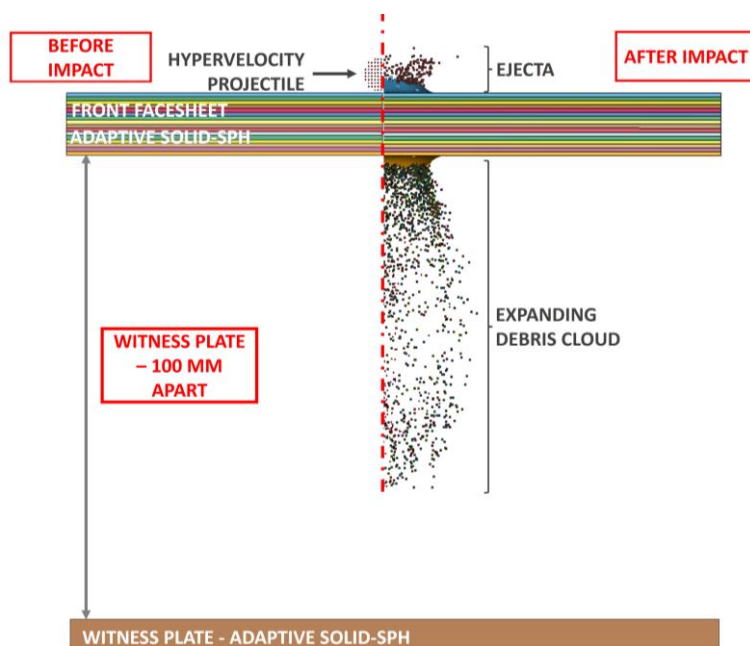 BEFORE
IMPACT
HYPERVELOCITY
PROJECTILE
EJECTA
AFTER IMPACT
FRONT FACESHEET
ADAPTIVE SOLID-SPH
WITNESS PLATE
– 100 MM
APART
EXPANDING
DEBRIS CLOUD
WITNESS PLATE - ADAPTIVE SOLID-SPH